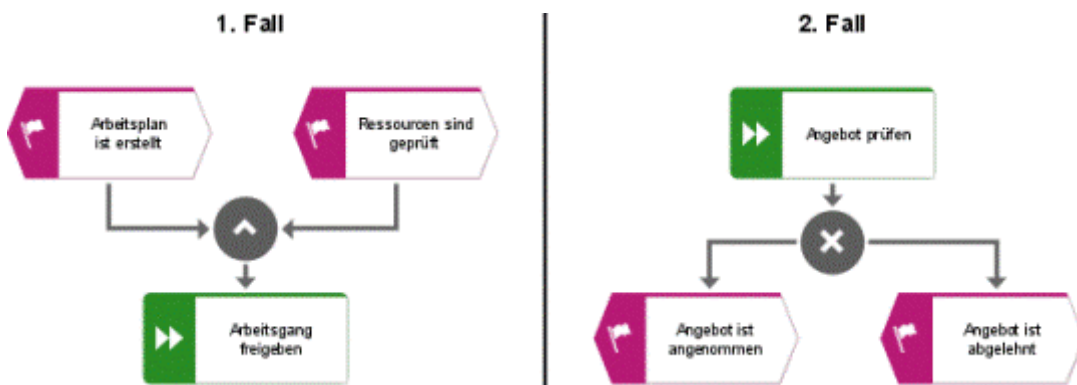 1. Fall
Arbeitsplan
ist erstellt
Ressourcen sind
geprüft
Arbeitsgang
freigeben
2. Fall
Angebot prüfen
Angebot ist
angenommen
Angebot ist
abgelehnt